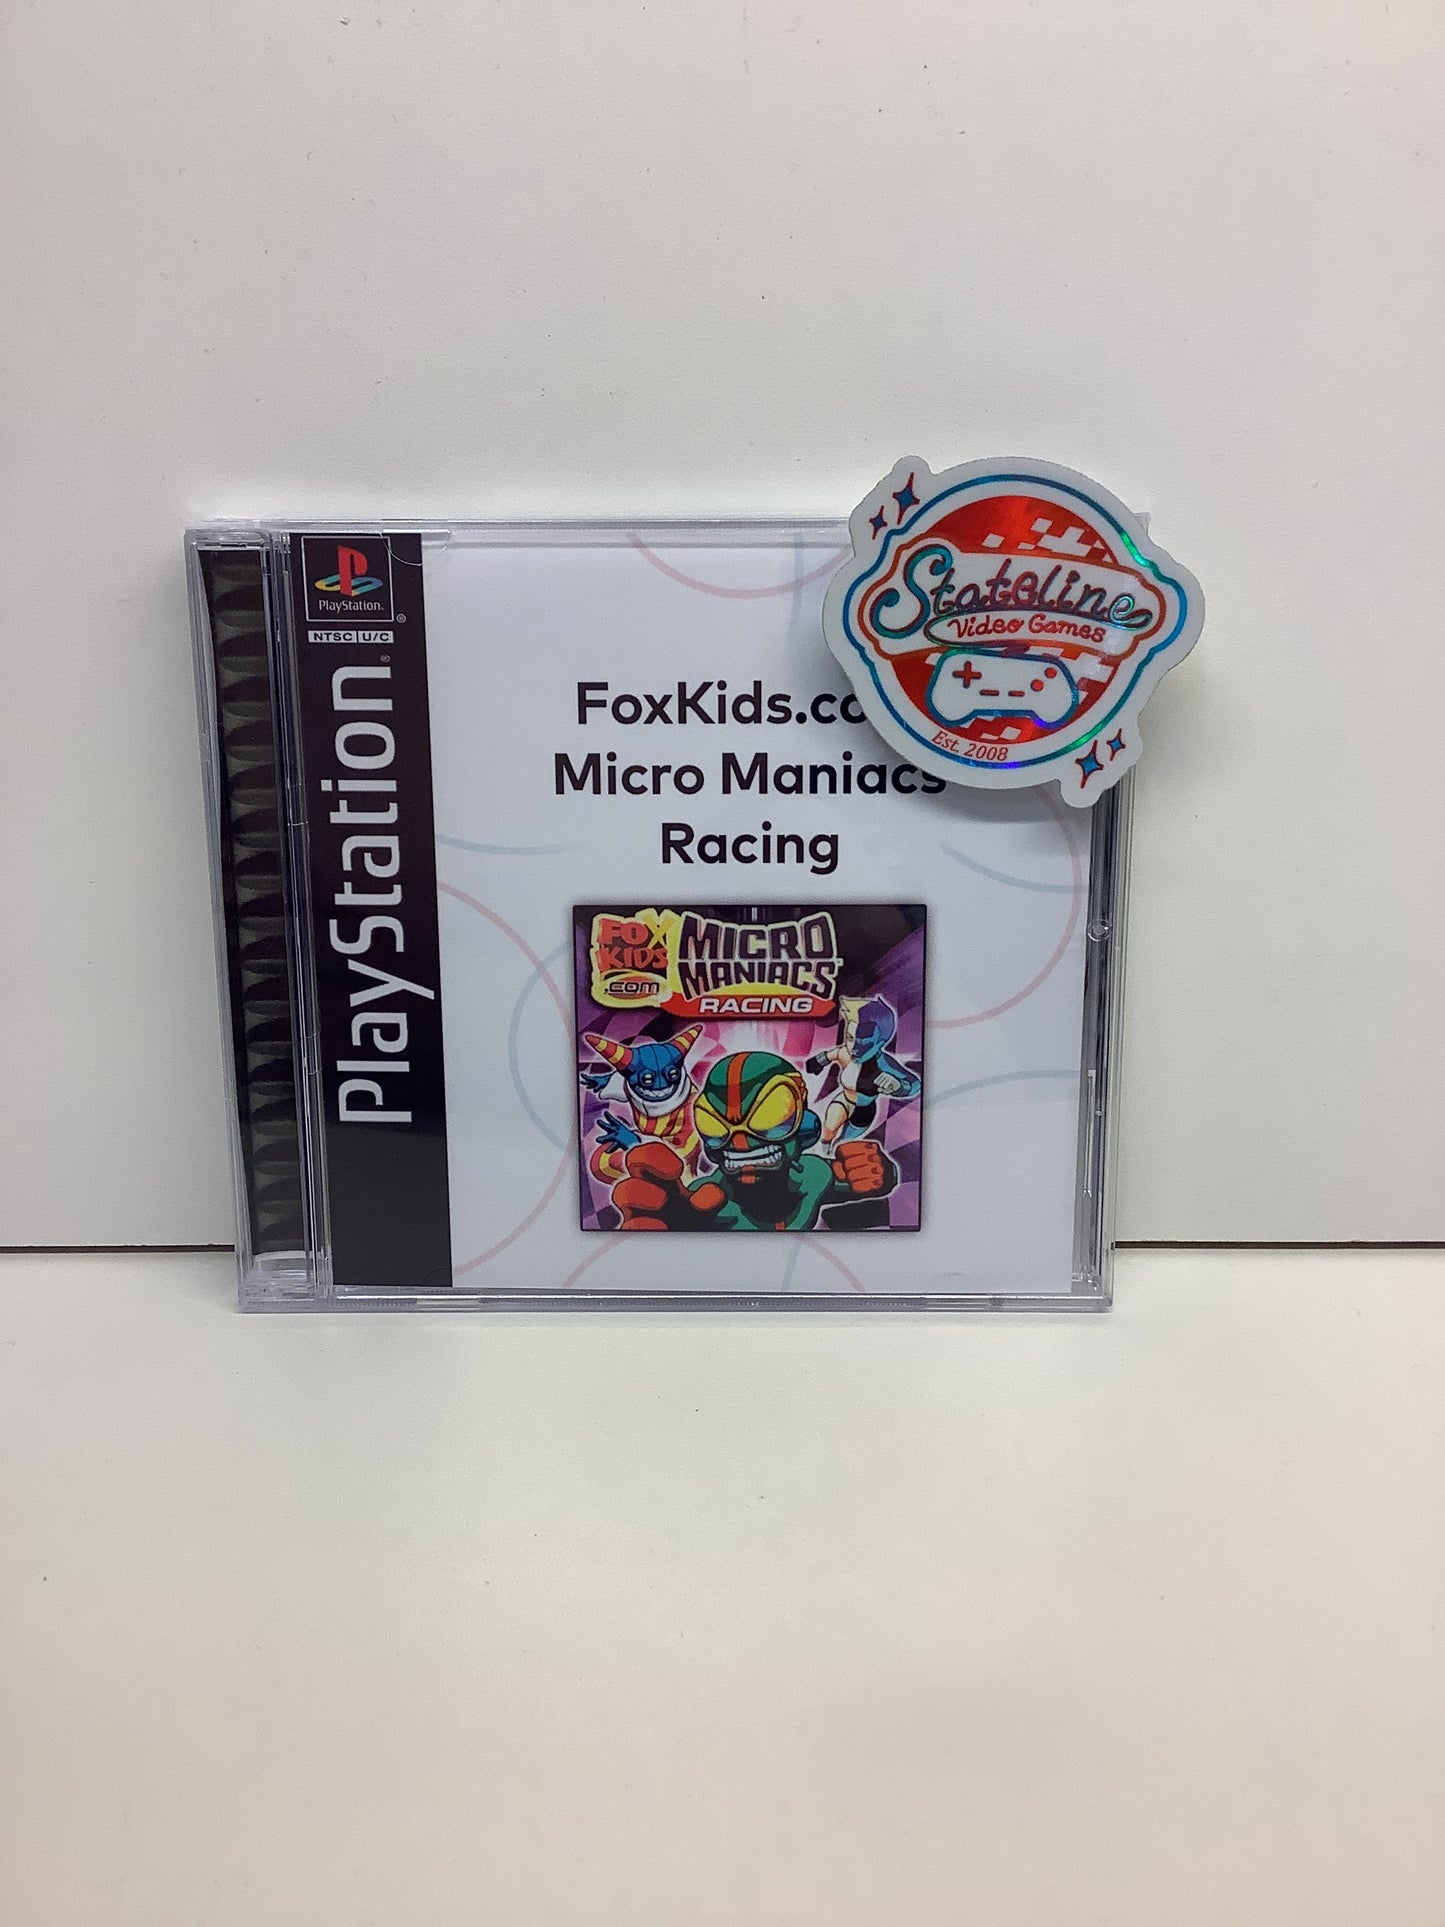 PlayStation
NTSC U/C
PlayStation
FoxKids.co
Micro Maniacs
Racing
FOX
KIDS
.COM
MICRO
MANIACS
RACING
Stateline
Video Games
Est. 2008